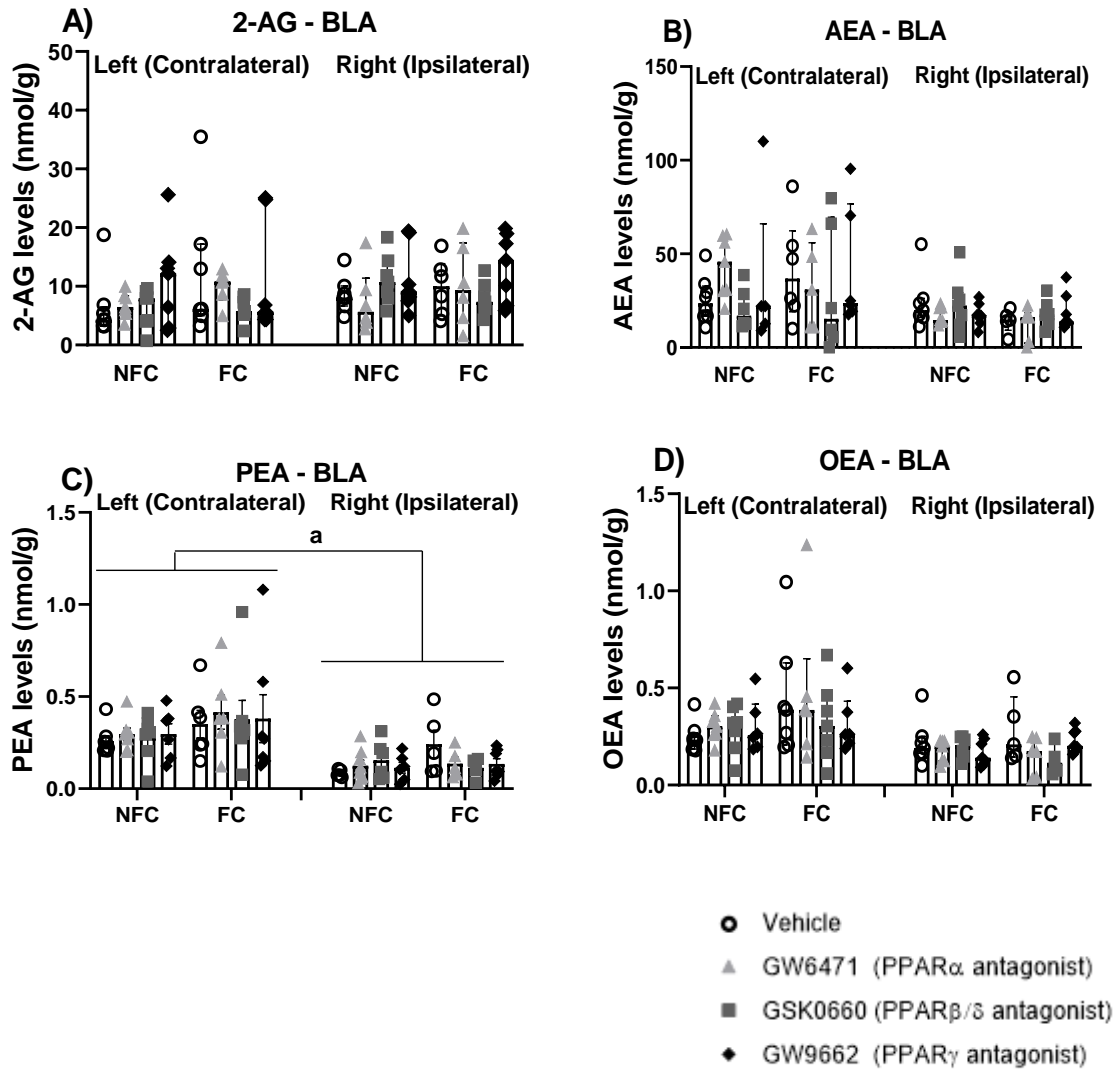 A)
2-AG - BLA
Left (Contralateral) Right (Ipsilateral)
2-AG levels (nmol/g)
50
40
30
20
10
0
NFC FC NFC FC
B)
AEA - BLA
Left (Contralateral) Right (Ipsilateral)
AEA levels (nmol/g)
150
100
50
0
NFC FC NFC FC
C)
PEA - BLA
Left (Contralateral) Right (Ipsilateral)
a
PEA levels (nmol/g)
1.5
1.0
0.5
0.0
NFC FC NFC FC
D)
OEA - BLA
Left (Contralateral) Right (Ipsilateral)
OEA levels (nmol/g)
1.5
1.0
0.5
0.0
NFC FC NFC FC
Vehicle
GW6471 (PPARα antagonist)
GSK0660 (PPARβ/δ antagonist)
GW9662 (PPARγ antagonist)